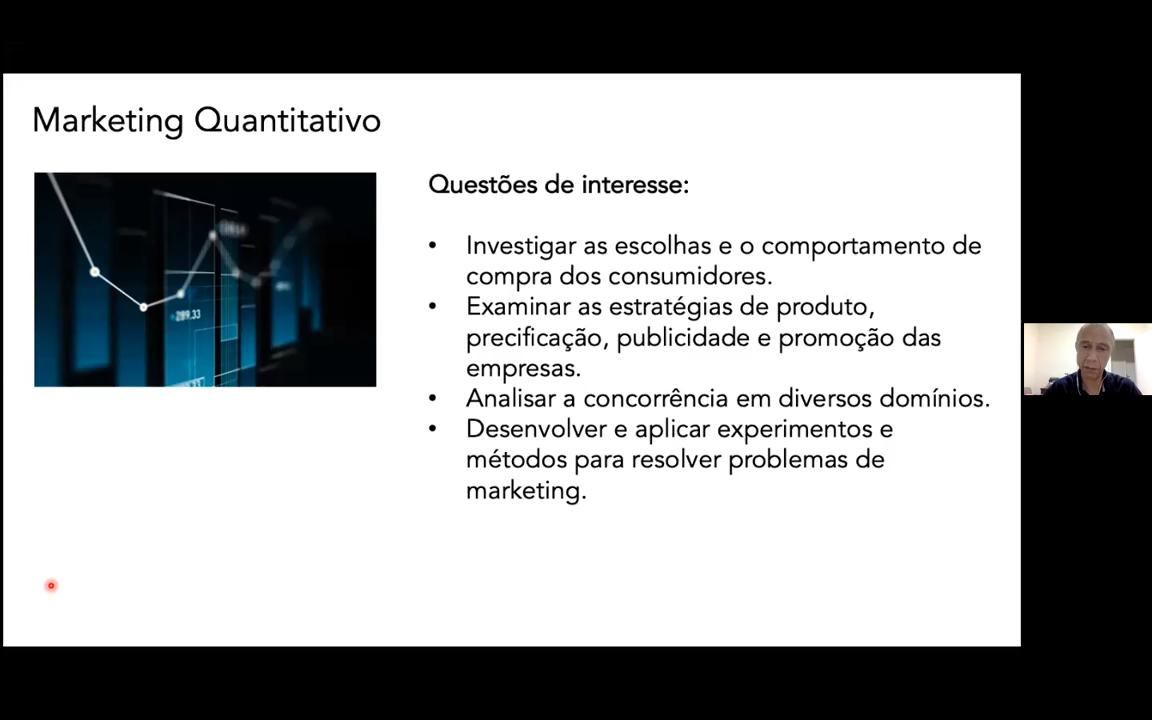 Marketing Quantitativo
Questões de interesse:
• Investigar as escolhas e o comportamento de
compra dos consumidores.
• Examinar as estratégias de produto,
precificação, publicidade e promoção das
empresas.
• Analisar a concorrência em diversos domínios.
• Desenvolver e aplicar experimentos e
métodos para resolver problemas de
marketing.